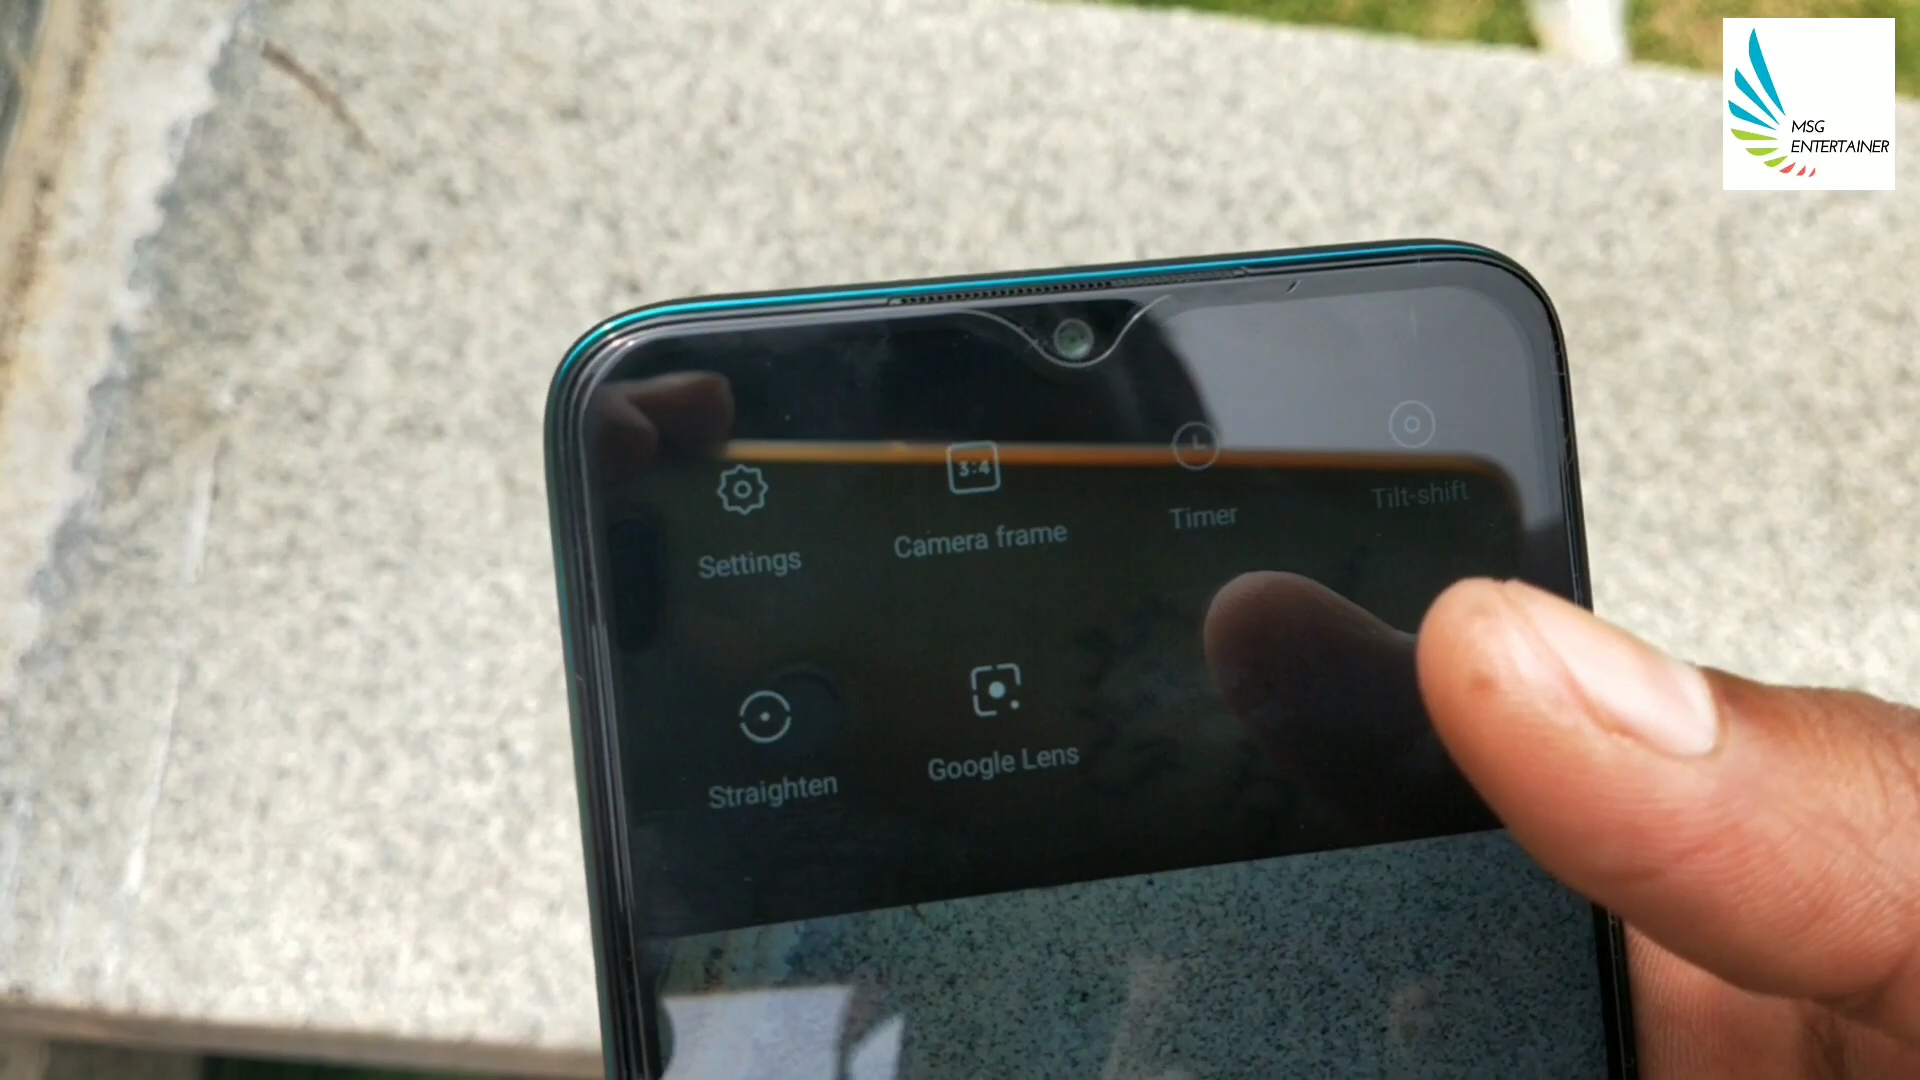 MSG
ENTERTAINER
3:4
Settings
Camera frame
Timer
Tilt-shift
Straighten
Google Lens